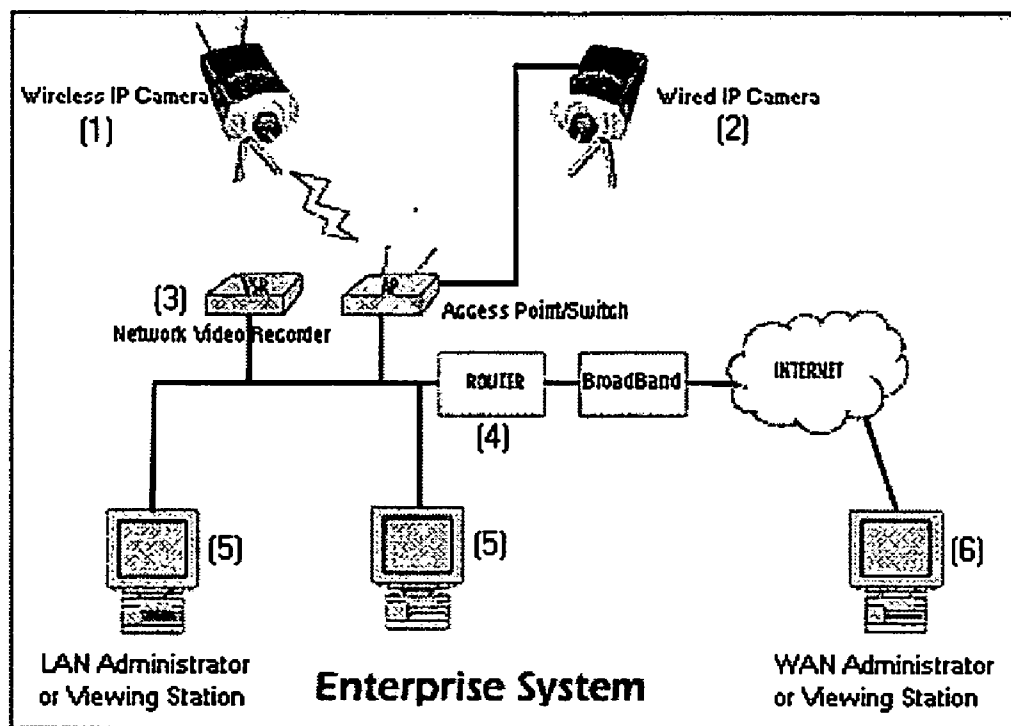 Wireless IP Camera
(1)
Wired IP Camera
(2)
(3)
AP
Network Video Recorder
Access Point/Switch
ROUTER
BroadBand
INTERNET
(4)
(5)
(5)
(6)
LAN Administrator
or Viewing Station
Enterprise System
WAN Administrator
or Viewing Station